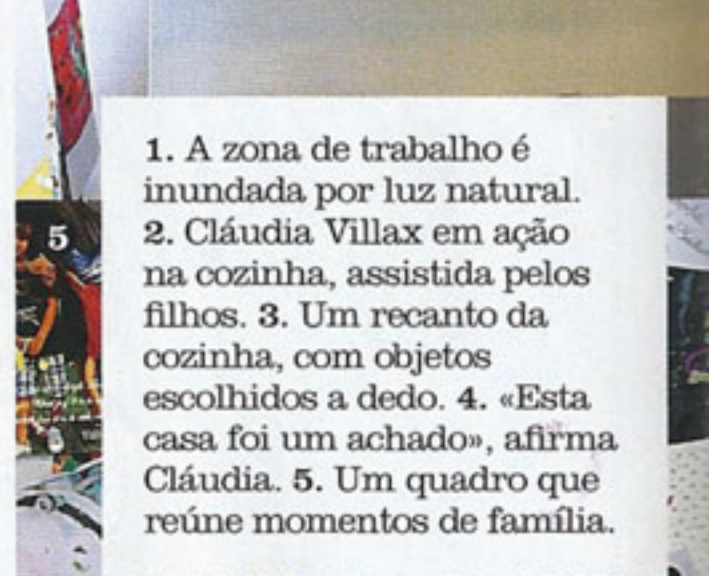 1. A zona de trabalho é
inundada por luz natural.
2. Cláudia Villax em ação
na cozinha, assistida pelos
filhos. 3. Um recanto da
cozinha, com objetos
escolhidos a dedo. 4. «Esta
casa foi um achado», afirma
Cláudia. 5. Um quadro que
reúne momentos de família.
5